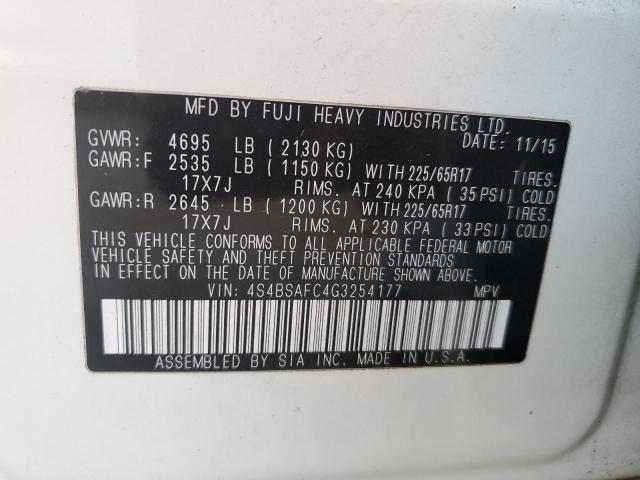 MFD BY FUJI HEAVY INDUSTRIES LTD.
DATE: 11/15
GVWR: 4695 LB ( 2130 KG)
GAWR:F 2535 LB ( 1150 KG) WITH 225/65R17 TIRES.
17X7J RIMS. AT 240 KPA ( 35 PSI) COLD
GAWR:R 2645 LB ( 1200 KG) WITH 225/65R17 TIRES.
17X7J RIMS. AT 230 KPA ( 33 PSI) COLD
THIS VEHICLE CONFORMS TO ALL APPLICABLE FEDERAL MOTOR
VEHICLE SAFETY AND THEFT PREVENTION STANDARDS
IN EFFECT ON THE DATE OF MANUFACTURE SHOWN ABOVE.
VIN: 4S4BSAFC4G3254177 MPV
ASSEMBLED BY SIA INC. MADE IN U.S.A.